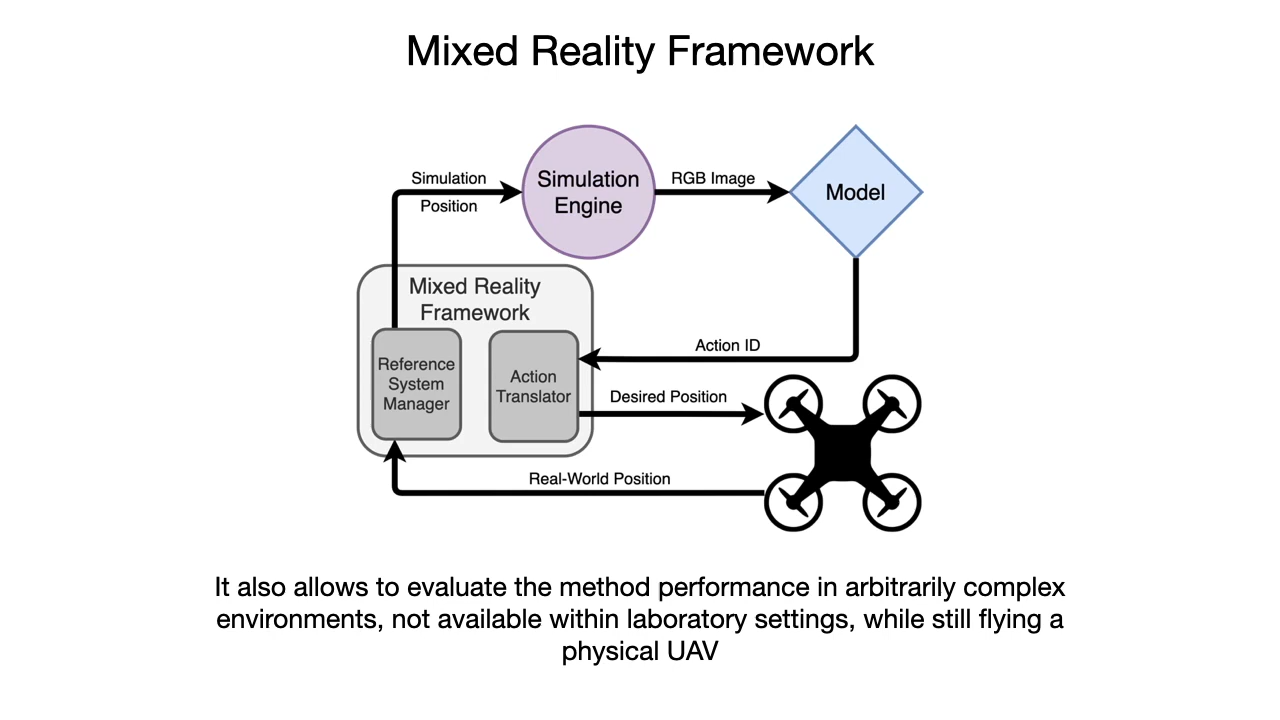 Mixed Reality Framework
Simulation
Position
Simulation
Engine
RGB Image
Model
Mixed Reality
Framework
Reference
System
Manager
Action
Translator
Action ID
Desired Position
Real-World Position
It also allows to evaluate the method performance in arbitrarily complex
environments, not available within laboratory settings, while still flying a
physical UAV